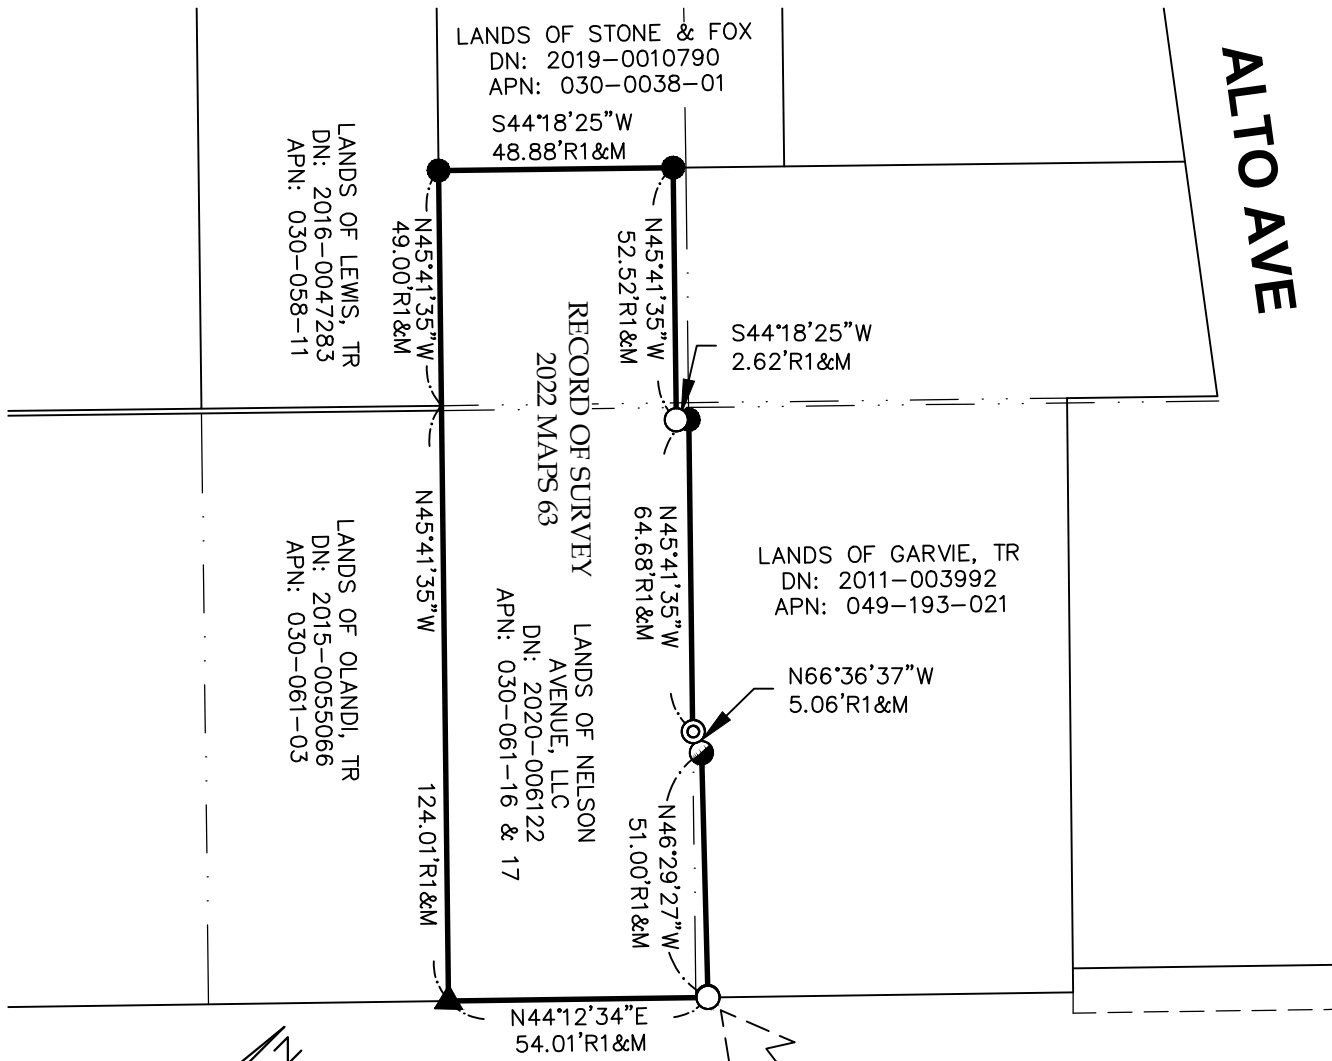 LANDS OF STONE & FOX
DN: 2019-0010790
APN: 030-0038-01
S44°18'25"W
48.88'R1&M
ALTO AVE
LANDS OF LEWIS, TR
DN: 2016-0047283
APN: 030-058-11
N45°41'35"W
49.00'R1&M
N45°41'35"W
52.52'R1&M
S44°18'25"W
2.62'R1&M
RECORD OF SURVEY
2022 MAPS 63
N45°41'35"W
124.01'R1&M
N45°41'35"W
64.68'R1&M
LANDS OF GARVIE, TR
DN: 2011-003992
APN: 049-193-021
LANDS OF OLANDI, TR
DN: 2015-0055066
APN: 030-061-03
LANDS OF NELSON
AVENUE, LLC
DN: 2020-006122
APN: 030-061-16 & 17
N66°36'37"W
5.06'R1&M
N46°29'27"W
51.00'R1&M
N44°12'34"E
54.01'R1&M